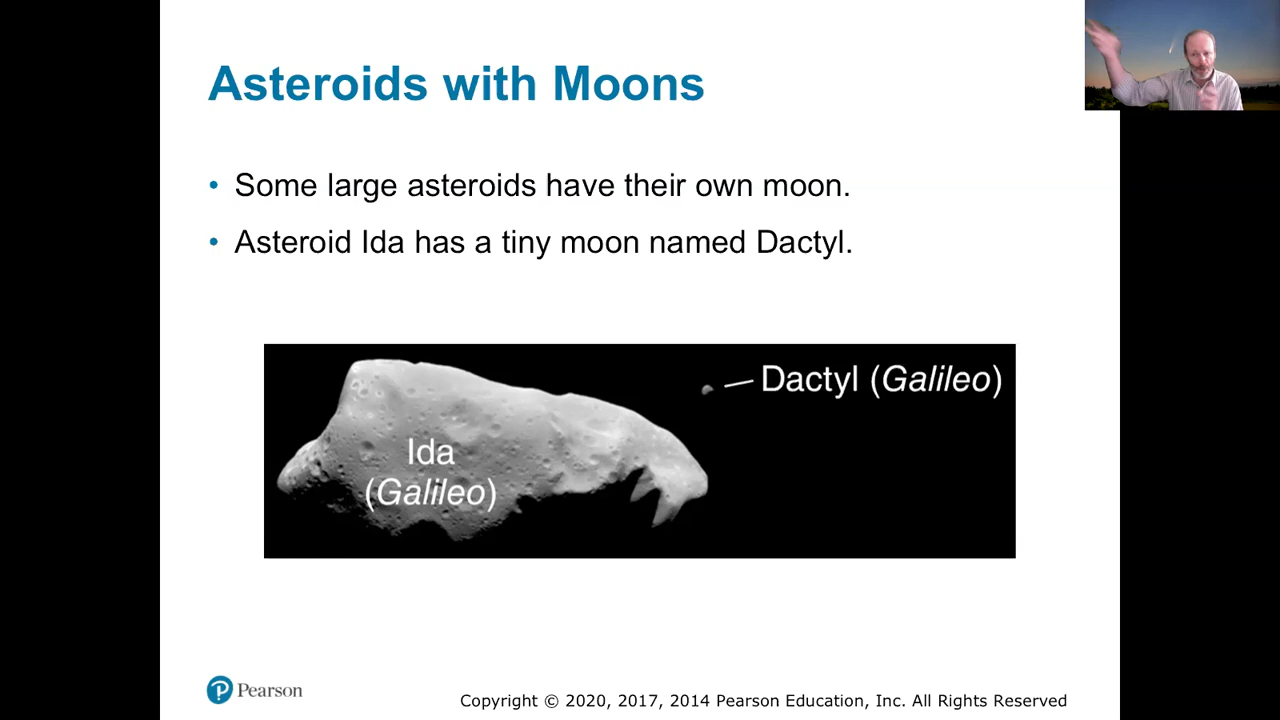 Asteroids with Moons
• Some large asteroids have their own moon.
• Asteroid Ida has a tiny moon named Dactyl.
Dactyl (Galileo)
Ida
(Galileo)
Pearson
Copyright © 2020, 2017, 2014 Pearson Education, Inc. All Rights Reserved